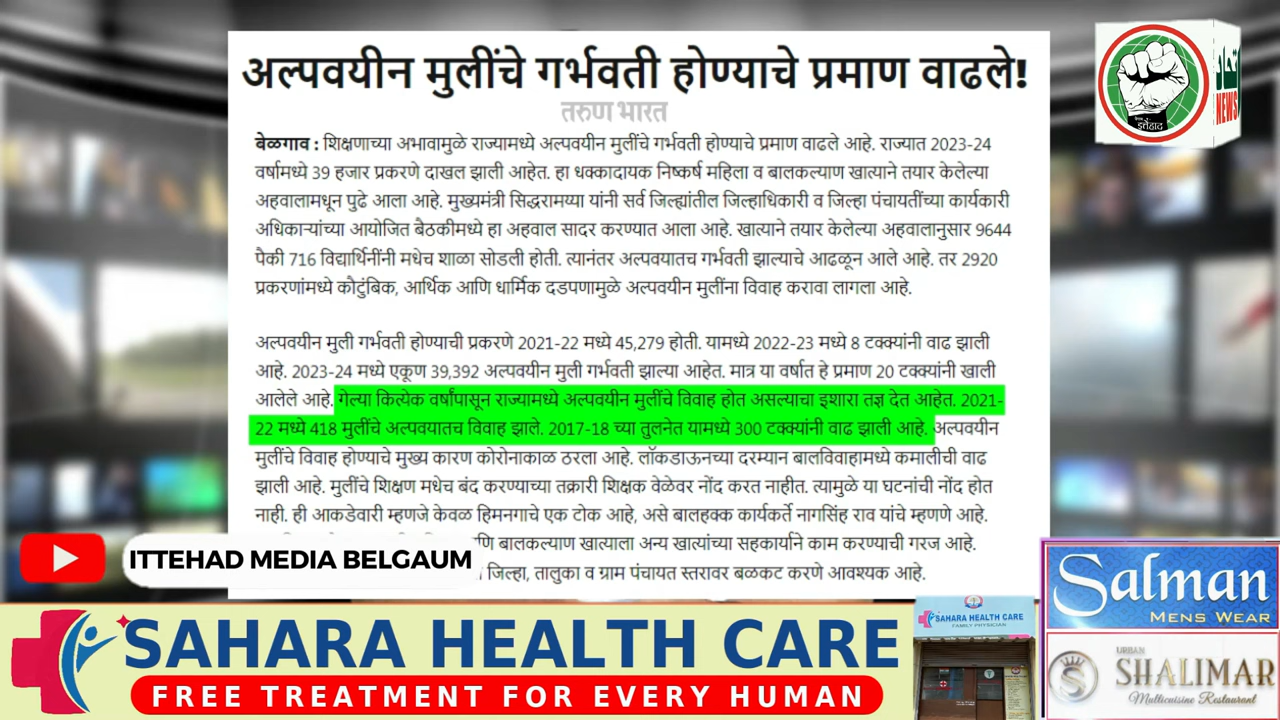 अल्पवयीन मुलींचे गर्भवती होण्याचे प्रमाण वाढले!
तरुण भारत
बेळगाव : शिक्षणाच्या अभावामुळे राज्यामध्ये अल्पवयीन मुलींचे गर्भवती होण्याचे प्रमाण वाढले आहे. राज्यात 2023-24
वर्षामध्ये 39 हजार प्रकरणे दाखल झाली आहेत. हा धक्कादायक निष्कर्ष महिला व बालकल्याण खात्याने तयार केलेल्या
अहवालामधून पुढे आला आहे. मुख्यमंत्री सिद्धरामय्या यांनी सर्व जिल्ह्यांतील जिल्हाधिकारी व जिल्हा पंचायतींच्या कार्यकारी
अधिकाऱ्यांच्या आयोजित बैठकीमध्ये हा अहवाल सादर करण्यात आला आहे. खात्याने तयार केलेल्या अहवालानुसार 9644
पैकी 716 विद्यार्थिनींनी मधेच शाळा सोडली होती. त्यानंतर अल्पवयातच गर्भवती झाल्याचे आढळून आले आहे. तर 2920
प्रकरणांमध्ये कौटुंबिक, आर्थिक आणि धार्मिक दडपणामुळे अल्पवयीन मुलींना विवाह करावा लागला आहे.
अल्पवयीन मुली गर्भवती होण्याची प्रकरणे 2021-22 मध्ये 45,279 होती. यामध्ये 2022-23 मध्ये 8 टक्क्यांनी वाढ झाली
आहे. 2023-24 मध्ये एकूण 39,392 अल्पवयीन मुली गर्भवती झाल्या आहेत. मात्र या वर्षात हे प्रमाण 20 टक्क्यांनी खाली
आलेले आहे. गेल्या कित्येक वर्षांपासून राज्यामध्ये अल्पवयीन मुलींचे विवाह होत असल्याचा इशारा तज्ञ देत आहेत. 2021-
22 मध्ये 418 मुलींचे अल्पवयातच विवाह झाले. 2017-18 च्या तुलनेत यामध्ये 300 टक्क्यांनी वाढ झाली आहे. अल्पवयीन
मुलींचे विवाह होण्याचे मुख्य कारण कोरोनाकाळ ठरला आहे. लॉकडाऊनच्या दरम्यान बालविवाहामध्ये कमालीची वाढ
झाली आहे. मुलींचे शिक्षण मधेच बंद करण्याच्या तक्रारी शिक्षक वेळेवर नोंद करत नाहीत. त्यामुळे या घटनांची नोंद होत
नाही. ही आकडेवारी म्हणजे केवळ हिमनगाचे एक टोक आहे, असे बालहक्क कार्यकर्ते नागसिंह राव यांचे म्हणणे आहे.
बालकल्याण खात्याला अन्य खात्यांच्या सहकार्याने काम करण्याची गरज आहे.
जिल्हा, तालुका व ग्राम पंचायत स्तरावर बळकट करणे आवश्यक आहे.
ITTEHAD MEDIA BELGAUM
اتحاد
NEWS
इत्तेहाद
SAHARA HEALTH CARE
FREE TREATMENT FOR EVERY HUMAN
SAHARA HEALTH CARE
FAMILY PHYSICIAN
Salman
MENS WEAR
URBAN
SHALIMAR
Multicuisine Restaurant